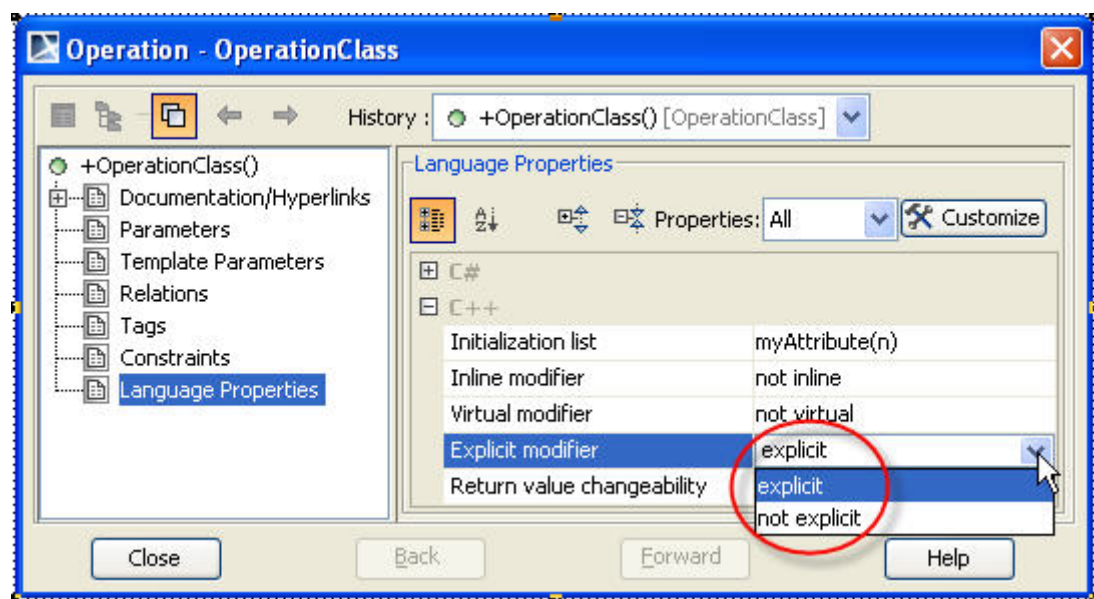 Operation - OperationClass
History : +OperationClass() [OperationClass]
+OperationClass()
Documentation/Hyperlinks
Parameters
Template Parameters
Relations
Tags
Constraints
Language Properties
Language Properties
Properties: All Customize
C#
C++
Initialization list myAttribute(n)
Inline modifier not inline
Virtual modifier not virtual
Explicit modifier explicit
Return value changeability explicit
not explicit
Close Back Forward Help